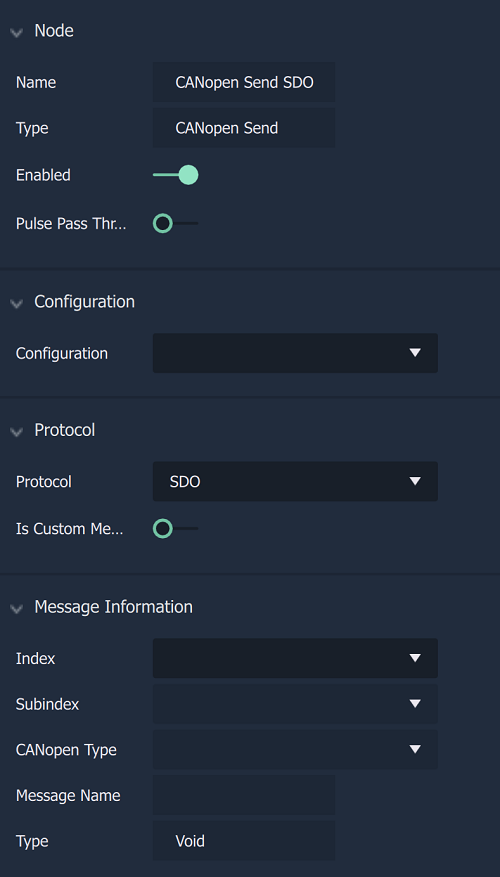 Node
Name CANopen Send SDO
Type CANopen Send
Enabled
Pulse Pass Thr...
Configuration
Configuration
Protocol
Protocol SDO
Is Custom Me...
Message Information
Index
Subindex
CANopen Type
Message Name
Type Void